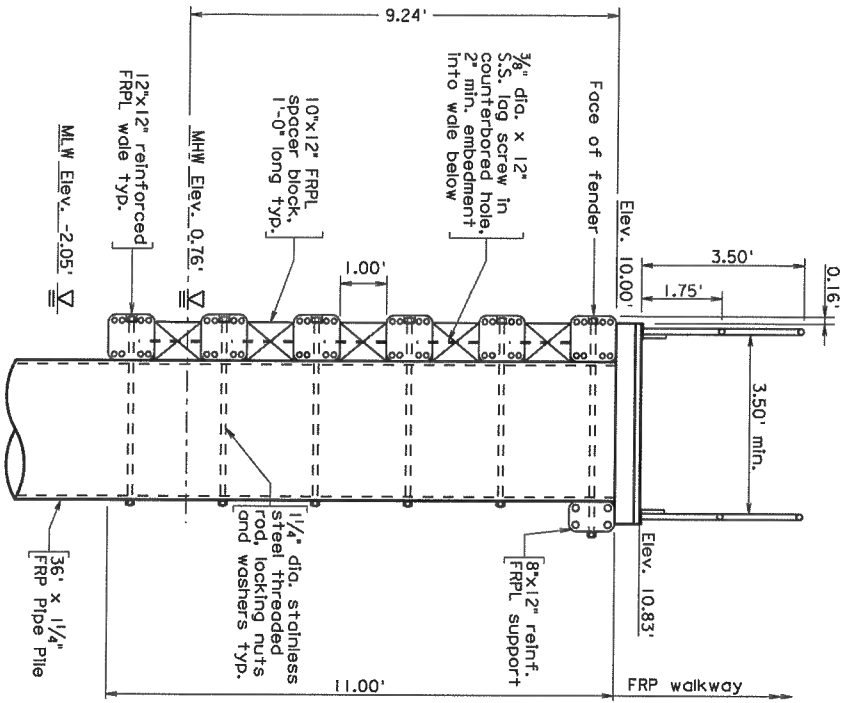 9.24'
3/8" dia. x 12"
S.S. lag screw in
counterbored hole,
2" min. embedment
into wale below
Face of fender
Elev. 10.00'
3.50'
0.16'
1.75'
1.00'
3.50' min.
10"x12" FRPL
spacer block,
1'-0" long typ.
12"x12" reinforced
FRPL wale typ.
MHW Elev. 0.76'
MLW Elev. -2.05'
Elev. 10.83'
8"x12" reinf.
FRPL support
1 1/4" dia. stainless
steel threaded
rod, locking nuts
and washers typ.
36' x 1 1/4"
FRP Pipe Pile
11.00'
FRP walkway